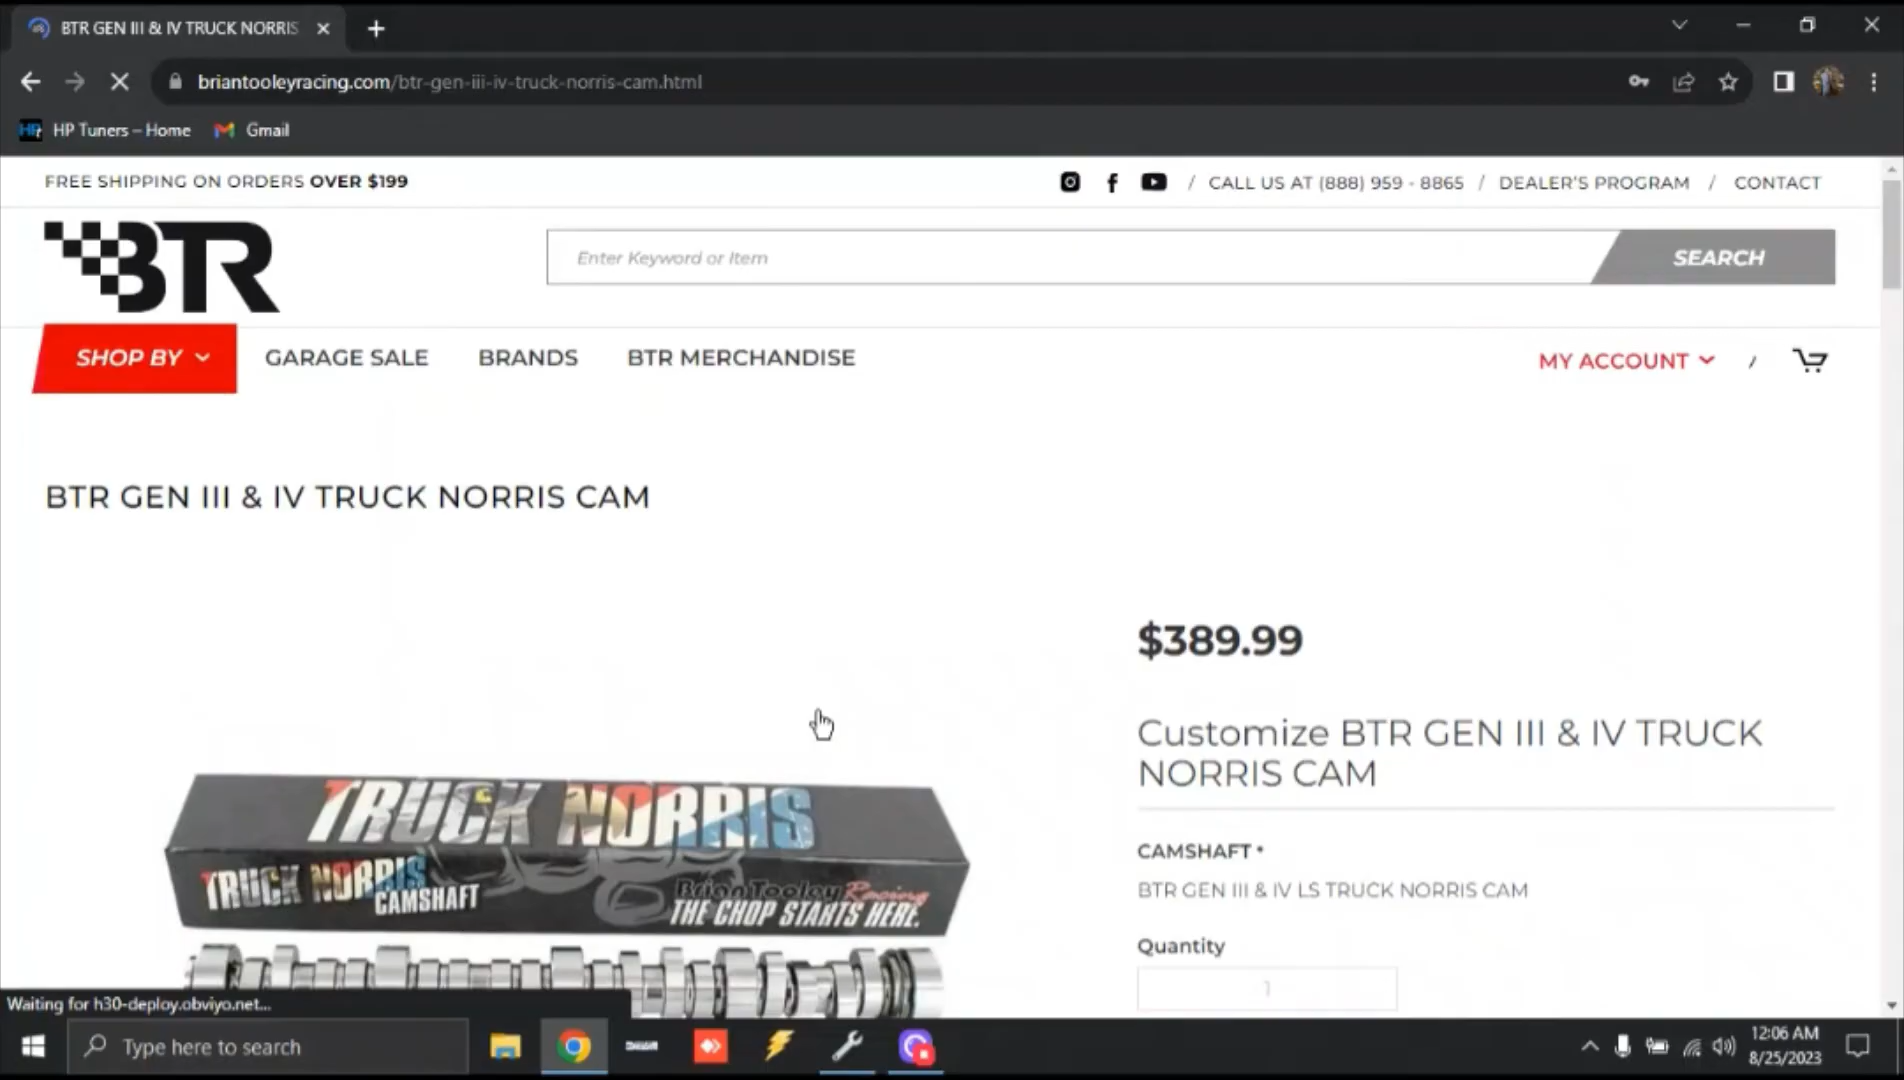 BTR GEN III & IV TRUCK NORRIS
briantooleyracing.com/btr-gen-iii-iv-truck-norris-cam.html
HP Tuners – Home
Gmail
FREE SHIPPING ON ORDERS OVER $199
/ CALL US AT (888) 959 - 8865 / DEALER'S PROGRAM / CONTACT
BTR
Enter Keyword or Item
SEARCH
SHOP BY
GARAGE SALE
BRANDS
BTR MERCHANDISE
MY ACCOUNT
/
BTR GEN III & IV TRUCK NORRIS CAM
$389.99
Customize BTR GEN III & IV TRUCK
NORRIS CAM
TRUCK NORRIS
TRUCK NORRIS
CAMSHAFT
BrianTooley Racing
THE CHOP STARTS HERE.
CAMSHAFT *
BTR GEN III & IV LS TRUCK NORRIS CAM
Quantity
1
Waiting for h30-deploy.obviyo.net...
Type here to search
12:06 AM
8/25/2023